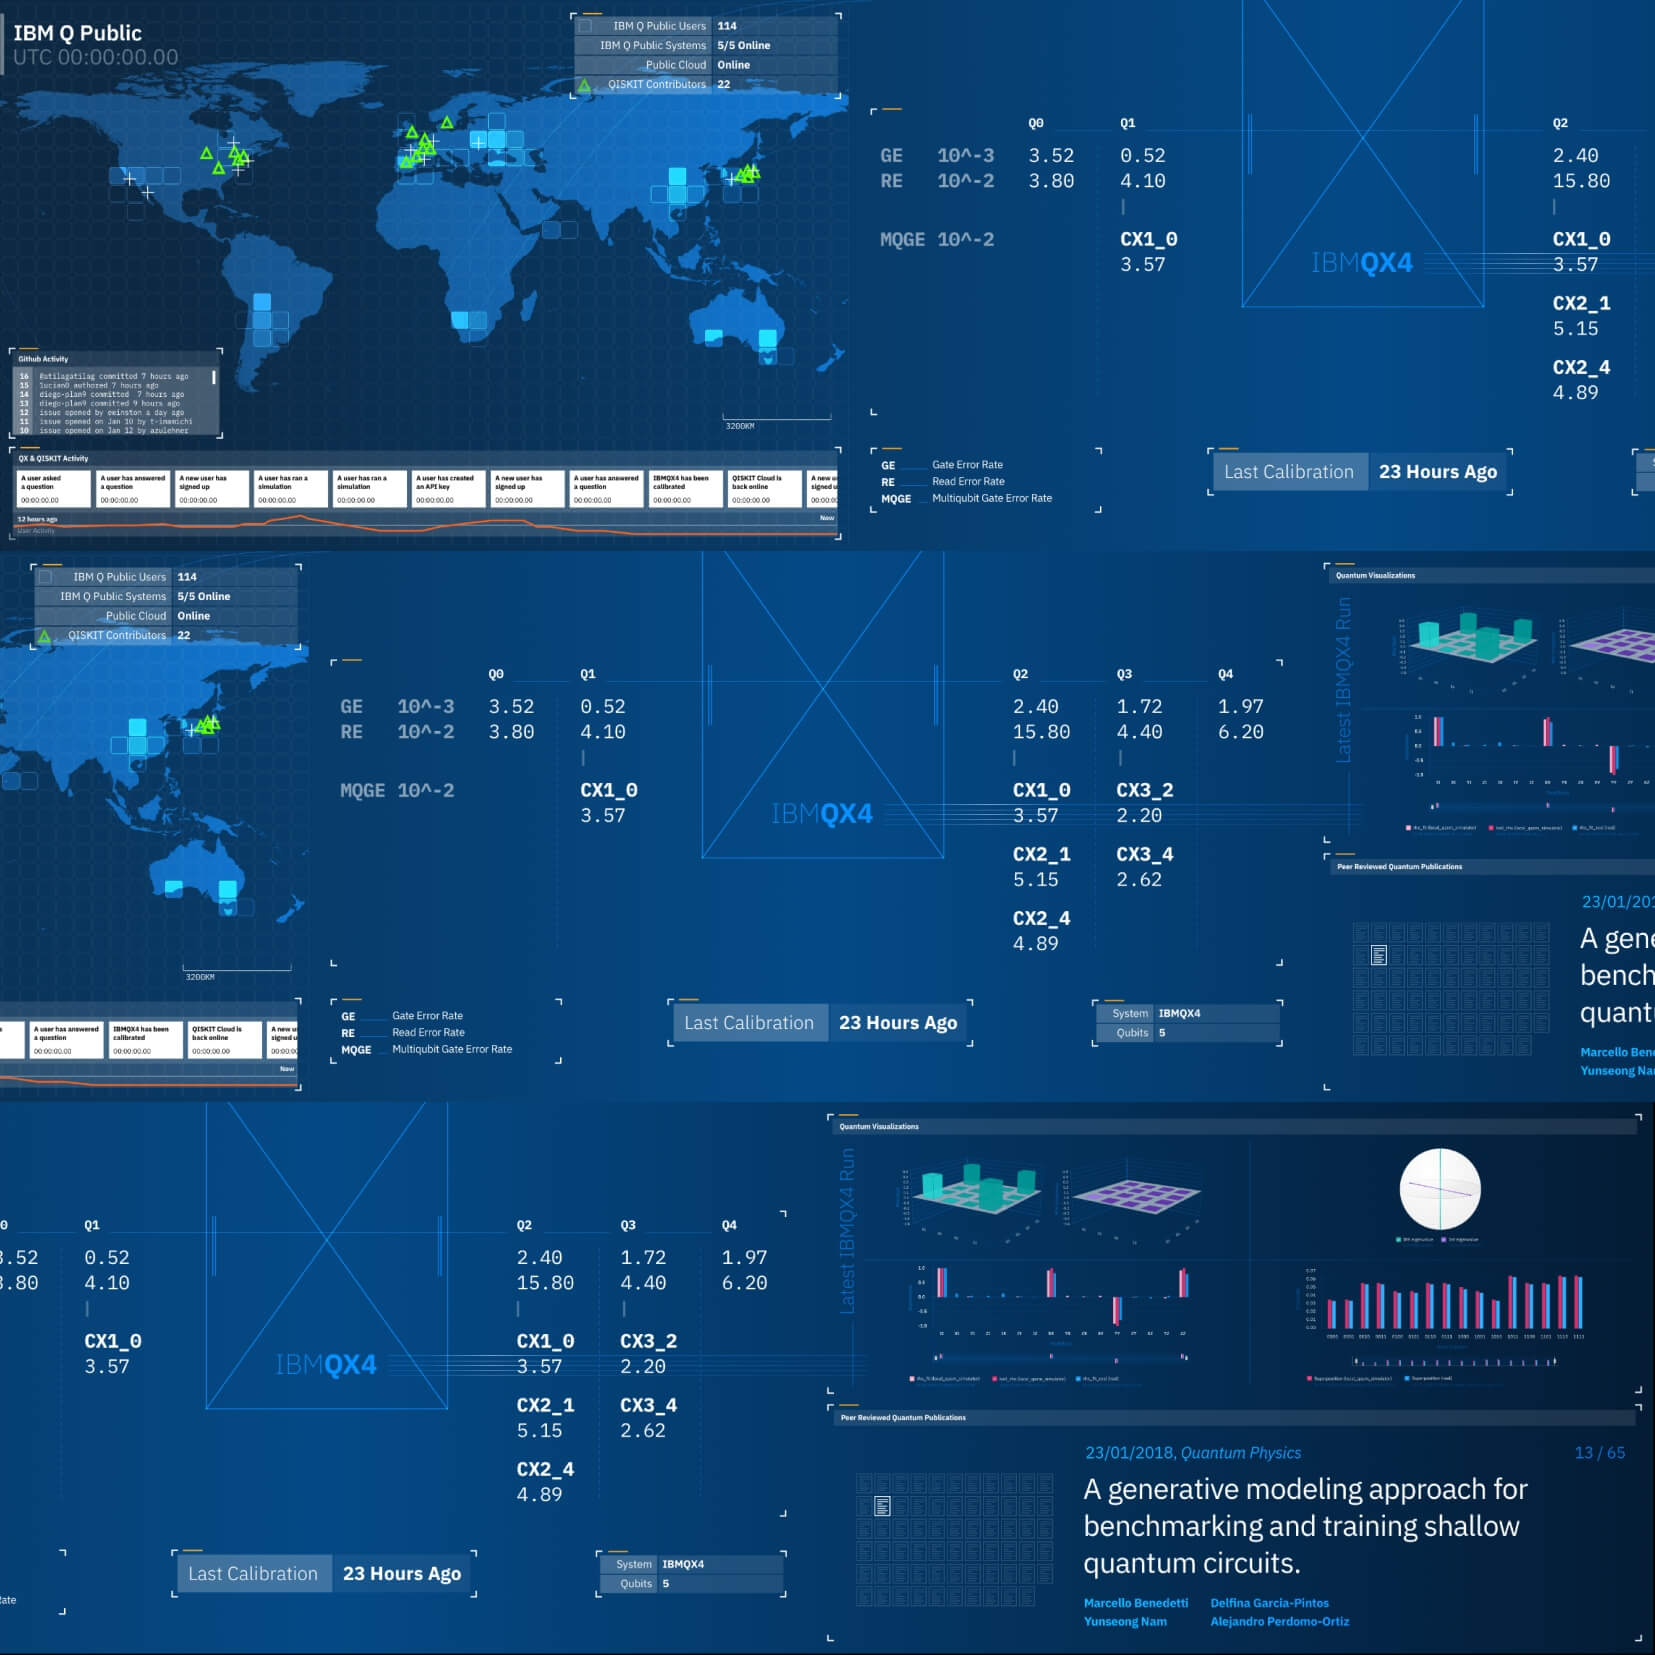 IBM Q Public
UTC 00:00:00.00
IBM Q Public Users 114
IBM Q Public Systems 5/5 Online
Public Cloud Online
QISKIT Contributors 22
Github Activity
16 @atilagatilag committed 7 hours ago
15 lucian0 authored 7 hours ago
14 diego-plan9 committed 7 hours ago
13 diego-plan9 committed 9 hours ago
12 issue opened by ewinston a day ago
11 issue opened on Jan 10 by t-imamichi
10 issue opened on Jan 12 by azulehner
3200KM
QX & QISKIT Activity
A user asked a question 00:00:00.00
A user has answered a question 00:00:00.00
A new user has signed up 00:00:00.00
A user has ran a simulation 00:00:00.00
A user has ran a simulation 00:00:00.00
A user has created an API key 00:00:00.00
A new user has signed up 00:00:00.00
A user has answered a question 00:00:00.00
IBMQX4 has been calibrated 00:00:00.00
QISKIT Cloud is back online 00:00:00.00
A new u
signed u
00:00:0
12 hours ago
Now
User Activity
Q0 Q1 Q2
GE 10^-3 3.52 0.52 2.40
RE 10^-2 3.80 4.10 15.80
MQGE 10^-2 CX1_0 CX1_0
3.57 3.57
CX2_1
5.15
CX2_4
4.89
IBMQX4
GE Gate Error Rate
RE Read Error Rate
MQGE Multiqubit Gate Error Rate
Last Calibration 23 Hours Ago
IBM Q Public Users 114
IBM Q Public Systems 5/5 Online
Public Cloud Online
QISKIT Contributors 22
3200KM
A user has answered a question 00:00:00.00
IBMQX4 has been calibrated 00:00:00.00
QISKIT Cloud is back online 00:00:00.00
A new u
signed u
00:00:0
Now
Q0 Q1 Q2 Q3 Q4
GE 10^-3 3.52 0.52 2.40 1.72 1.97
RE 10^-2 3.80 4.10 15.80 4.40 6.20
MQGE 10^-2 CX1_0 CX1_0 CX3_2
3.57 3.57 2.20
CX2_1 CX3_4
5.15 2.62
CX2_4
4.89
IBMQX4
GE Gate Error Rate
RE Read Error Rate
MQGE Multiqubit Gate Error Rate
Last Calibration 23 Hours Ago
System IBMQX4
Qubits 5
Quantum Visualizations
Latest IBMQX4 Run
Peer Reviewed Quantum Publications
23/01/201
A gene
bench
quant
Marcello Bene
Yunseong Na
0 Q1 Q2 Q3 Q4
3.52 0.52 2.40 1.72 1.97
3.80 4.10 15.80 4.40 6.20
CX1_0 CX1_0 CX3_2
3.57 3.57 2.20
CX2_1 CX3_4
5.15 2.62
CX2_4
4.89
IBMQX4
ate
Last Calibration 23 Hours Ago
System IBMQX4
Qubits 5
Quantum Visualizations
Latest IBMQX4 Run
Peer Reviewed Quantum Publications
23/01/2018, Quantum Physics
13 / 65
A generative modeling approach for
benchmarking and training shallow
quantum circuits.
Marcello Benedetti Delfina Garcia-Pintos
Yunseong Nam Alejandro Perdomo-Ortiz